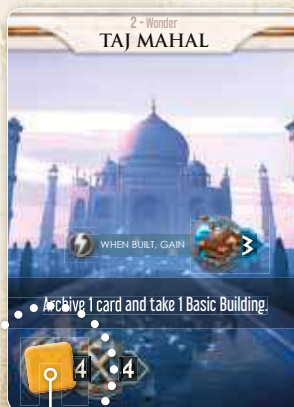 2 - Wonder
TAJ MAHAL
WHEN BUILT, GAIN 3
Archive 1 card and take 1 Basic Building.
4 4